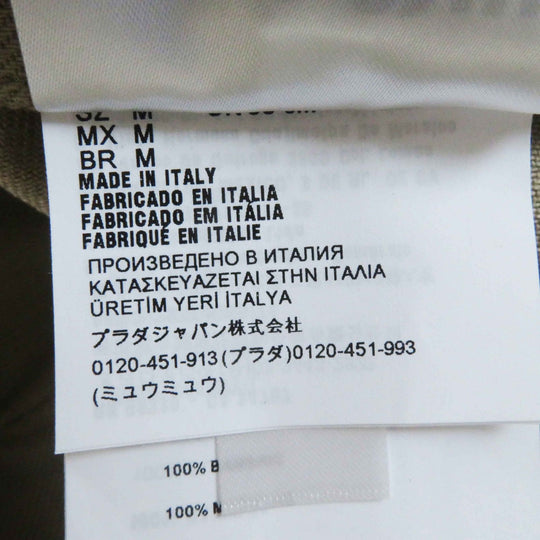 MX M
BR M
MADE IN ITALY
FABRICADO EN ITALIA
FABRICADO EM ITÁLIA
FABRIQUÉ EN ITALIE
ПРОИЗВЕДЕНО В ИТАЛИЯ
ΚΑΤΑΣΚΕΥΑΖΕΤΑΙ ΣΤΗΝ ΙΤΑΛΙΑ
ÜRETİM YERİ İTALYA
プラダジャパン株式会社
0120-451-913(プラダ)0120-451-993
(ミュウミュウ)
100%
100%